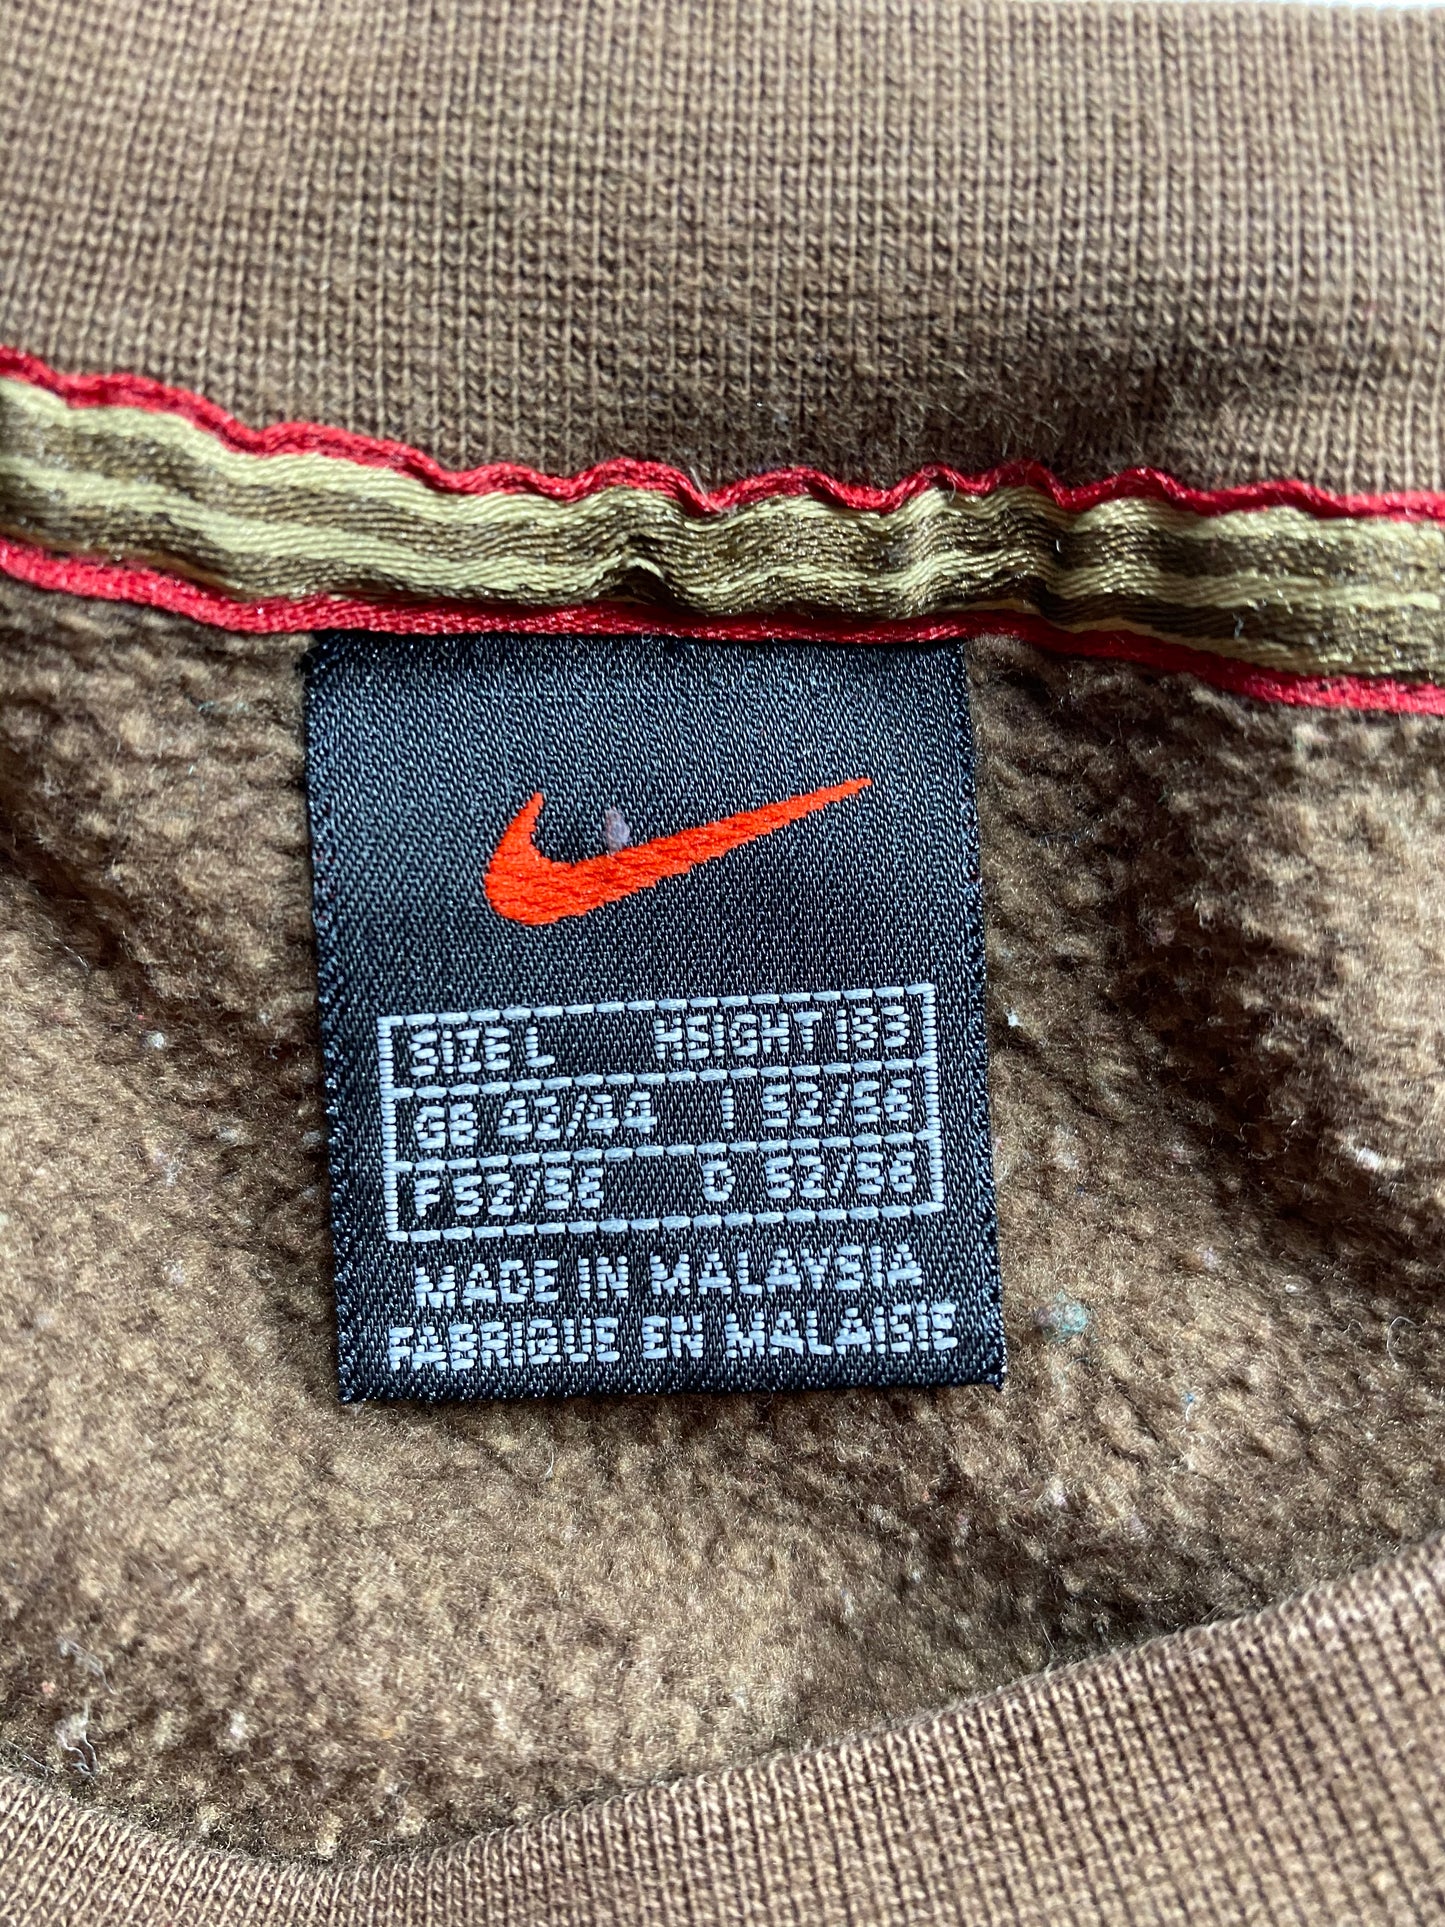 SIZE L HEIGHT 183
GB 42/44 I 52/56
F 52/56 D 52/56
MADE IN MALAYSIA
FABRIQUE EN MALAISIE